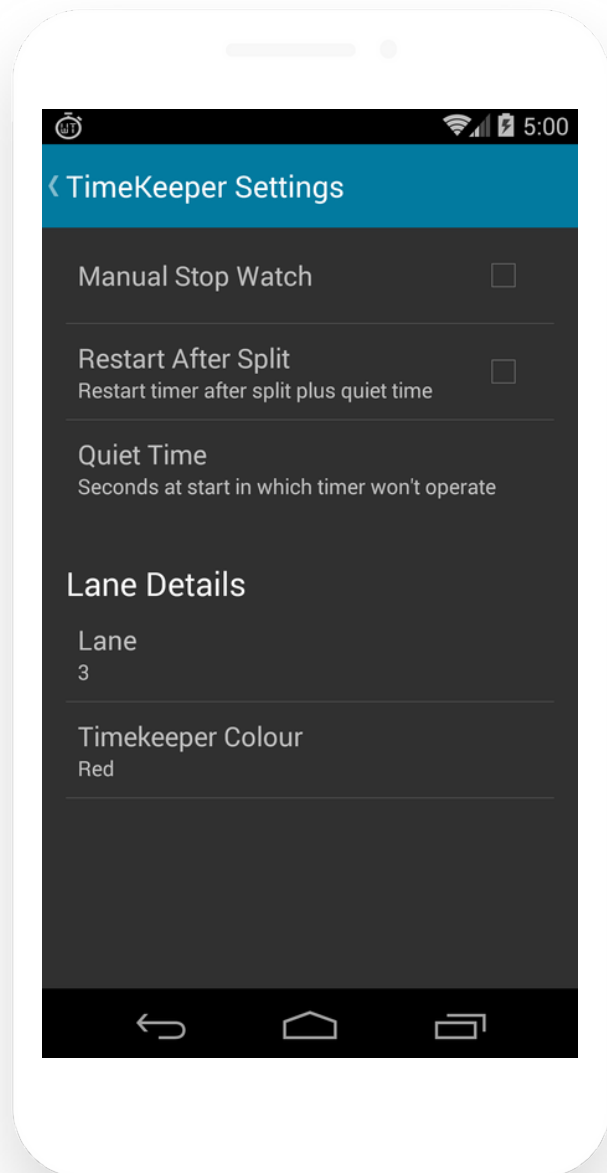 WT 5:00
TimeKeeper Settings
Manual Stop Watch
Restart After Split
Restart timer after split plus quiet time
Quiet Time
Seconds at start in which timer won't operate
Lane Details
Lane
3
Timekeeper Colour
Red